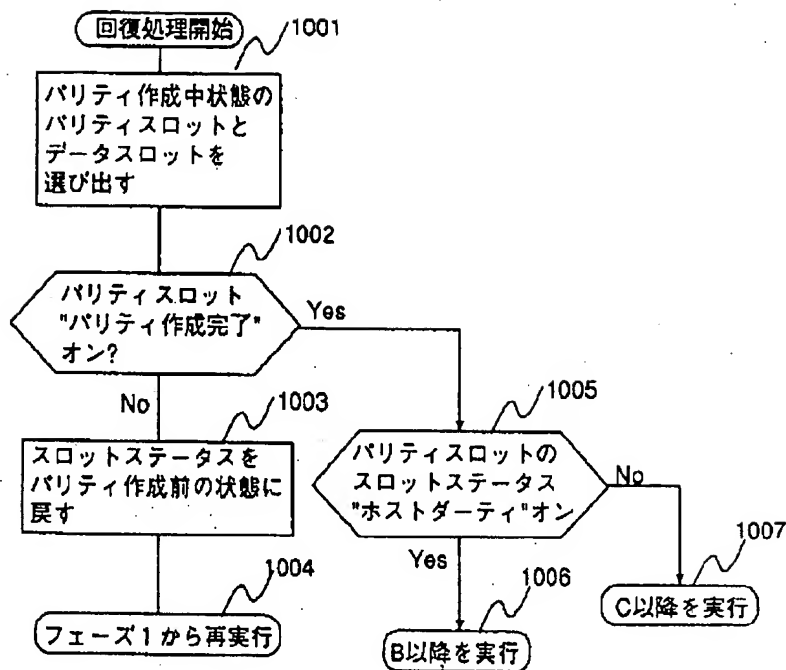 回復処理開始
1001
パリティ作成中状態の
パリティスロットと
データスロットを
選び出す
1002
パリティスロット
"パリティ作成完了"
オン?
Yes
No
1003
スロットステータスを
パリティ作成前の状態に
戻す
1004
フェーズ1から再実行
1005
パリティスロットの
スロットステータス
"ホストダーティ"オン
No
Yes
1006
B以降を実行
1007
C以降を実行